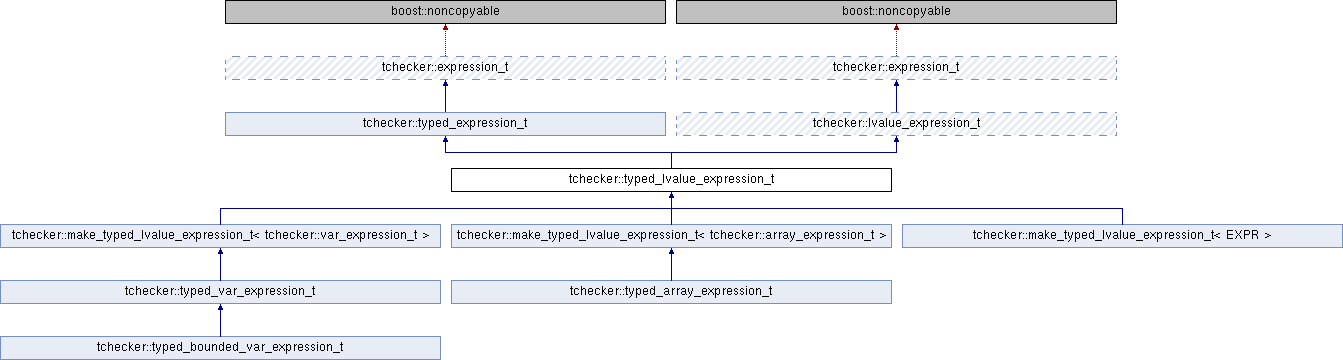 boost::noncopyable
boost::noncopyable
tchecker::expression_t
tchecker::expression_t
tchecker::typed_expression_t
tchecker::lvalue_expression_t
tchecker::typed_lvalue_expression_t
tchecker::make_typed_lvalue_expression_t< tchecker::var_expression_t >
tchecker::make_typed_lvalue_expression_t< tchecker::array_expression_t >
tchecker::make_typed_lvalue_expression_t< EXPR >
tchecker::typed_var_expression_t
tchecker::typed_array_expression_t
tchecker::typed_bounded_var_expression_t